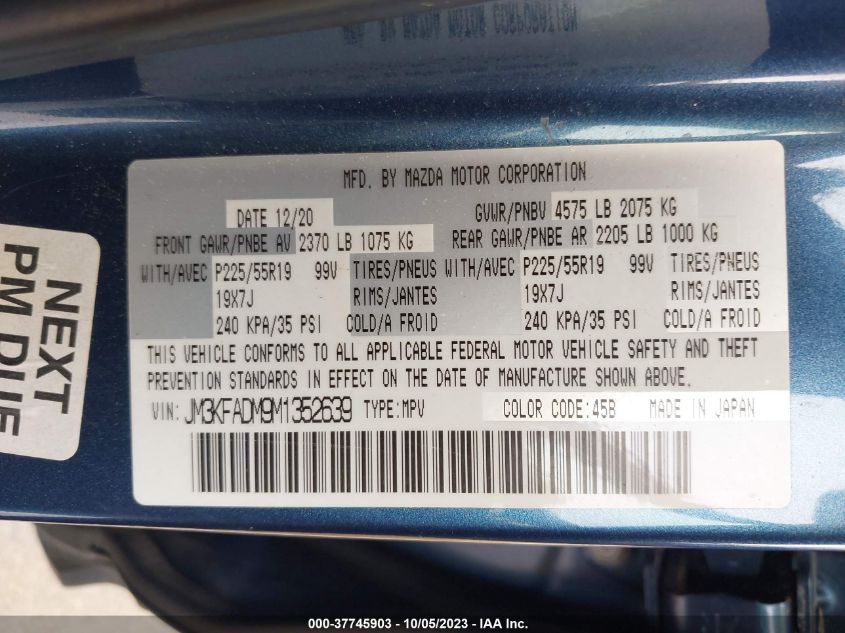 MFD. BY MAZDA MOTOR CORPORATION
DATE 12/20 GVWR/PNBV 4575 LB 2075 KG
FRONT GAWR/PNBE AV 2370 LB 1075 KG REAR GAWR/PNBE AR 2205 LB 1000 KG
WITH/AVEC P225/55R19 99V TIRES/PNEUS WITH/AVEC P225/55R19 99V TIRES/PNEUS
19X7J RIMS/JANTES 19X7J RIMS/JANTES
240 KPA/35 PSI COLD/A FROID 240 KPA/35 PSI COLD/A FROID
THIS VEHICLE CONFORMS TO ALL APPLICABLE FEDERAL MOTOR VEHICLE SAFETY AND THEFT
PREVENTION STANDARDS IN EFFECT ON THE DATE OF MANUFACTURE SHOWN ABOVE.
VIN: JM3KFADM9M1352639 TYPE:MPV COLOR CODE:45B MADE IN JAPAN
NEXT
PM DUE
000-37745903 - 10/05/2023 - IAA Inc.